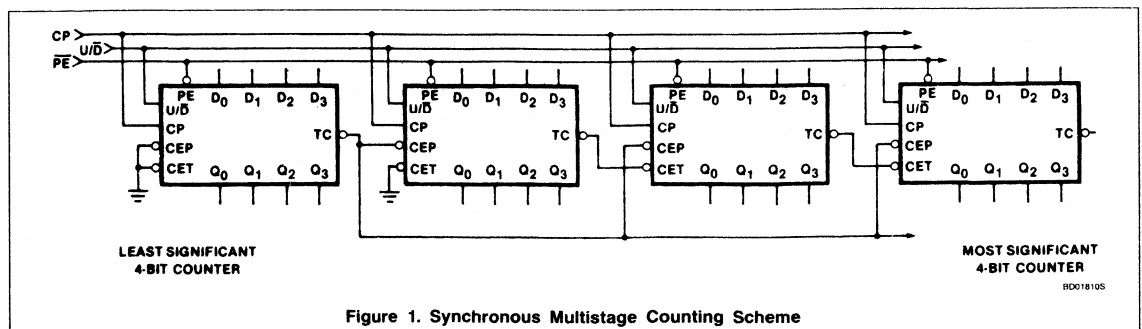 CP
U/D̅
P̅E̅
PE D0 D1 D2 D3
U/D̅
CP
CEP
CET
TC
Q0 Q1 Q2 Q3
PE D0 D1 D2 D3
U/D̅
CP
CEP
CET
TC
Q0 Q1 Q2 Q3
PE D0 D1 D2 D3
U/D̅
CP
CEP
CET
TC
Q0 Q1 Q2 Q3
PE D0 D1 D2 D3
U/D̅
CP
CEP
CET
TC
Q0 Q1 Q2 Q3
LEAST SIGNIFICANT
4-BIT COUNTER
MOST SIGNIFICANT
4-BIT COUNTER
BD01810S
Figure 1. Synchronous Multistage Counting Scheme